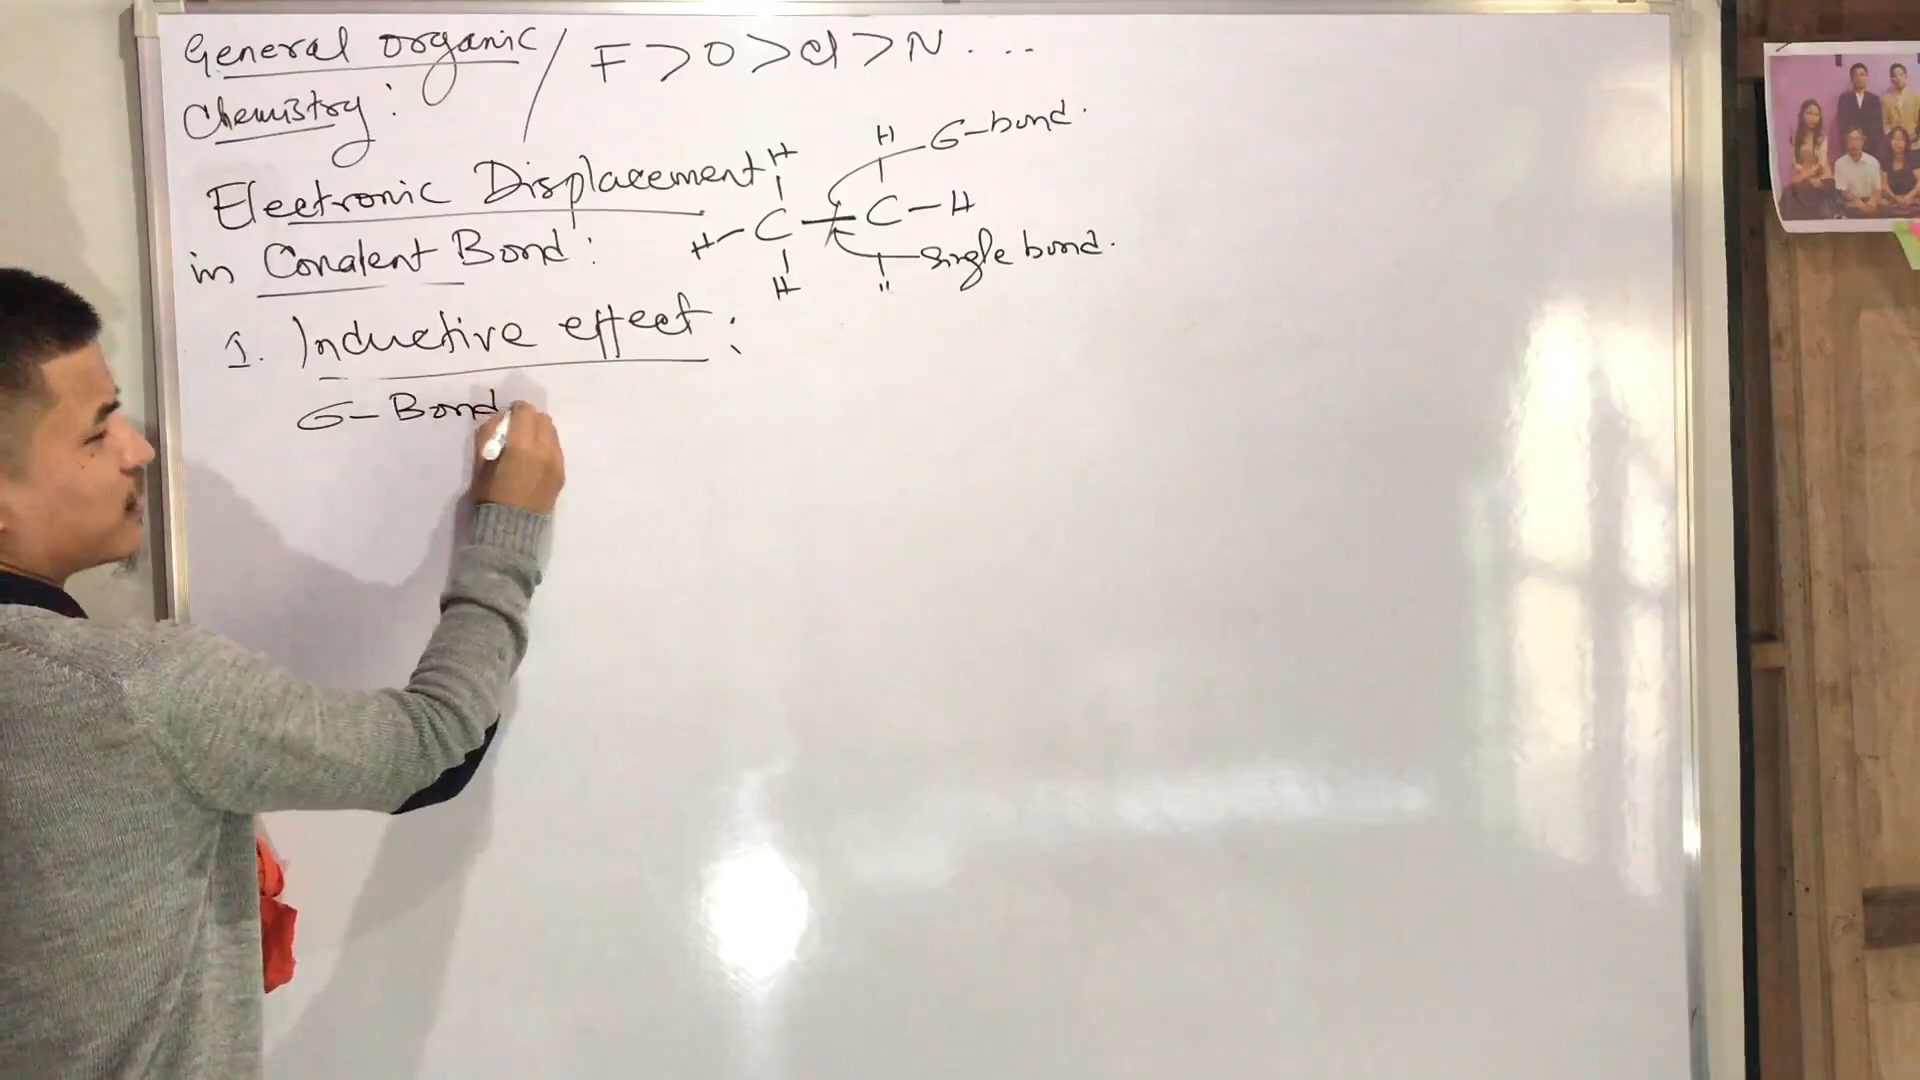 General organic
Chemistry:
F > O > Cl > N ...
Electronic Displacement
in Covalent Bond:
H
H
σ-bond.
H-C-C-H
single bond.
H
H
1. Inductive effect:
σ- Bond